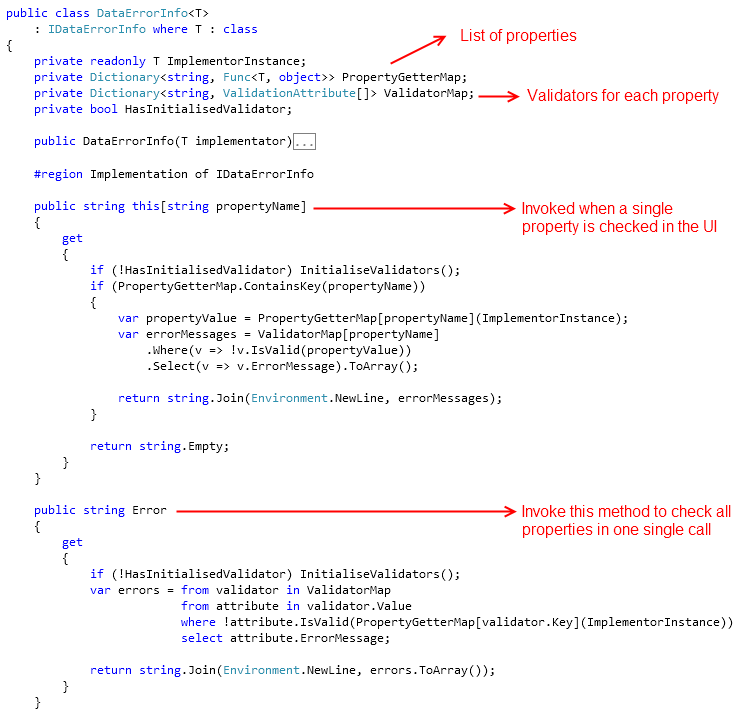 public class DataErrorInfo<T>
    : IDataErrorInfo where T : class
{
    private readonly T ImplementorInstance;
List of properties
    private Dictionary<string, Func<T, object>> PropertyGetterMap;
    private Dictionary<string, ValidationAttribute[]> ValidatorMap;
Validators for each property
    private bool HasInitialisedValidator;

    public DataErrorInfo(T implementator)...

    #region Implementation of IDataErrorInfo

    public string this[string propertyName]
Invoked when a single
property is checked in the UI
    {
        get
        {
            if (!HasInitialisedValidator) InitialiseValidators();
            if (PropertyGetterMap.ContainsKey(propertyName))
            {
                var propertyValue = PropertyGetterMap[propertyName](ImplementorInstance);
                var errorMessages = ValidatorMap[propertyName]
                    .Where(v => !v.IsValid(propertyValue))
                    .Select(v => v.ErrorMessage).ToArray();

                return string.Join(Environment.NewLine, errorMessages);
            }

            return string.Empty;
        }
    }

    public string Error
Invoke this method to check all
properties in one single call
    {
        get
        {
            if (!HasInitialisedValidator) InitialiseValidators();
            var errors = from validator in ValidatorMap
                         from attribute in validator.Value
                         where !attribute.IsValid(PropertyGetterMap[validator.Key](ImplementorInstance))
                         select attribute.ErrorMessage;

            return string.Join(Environment.NewLine, errors.ToArray());
        }
    }